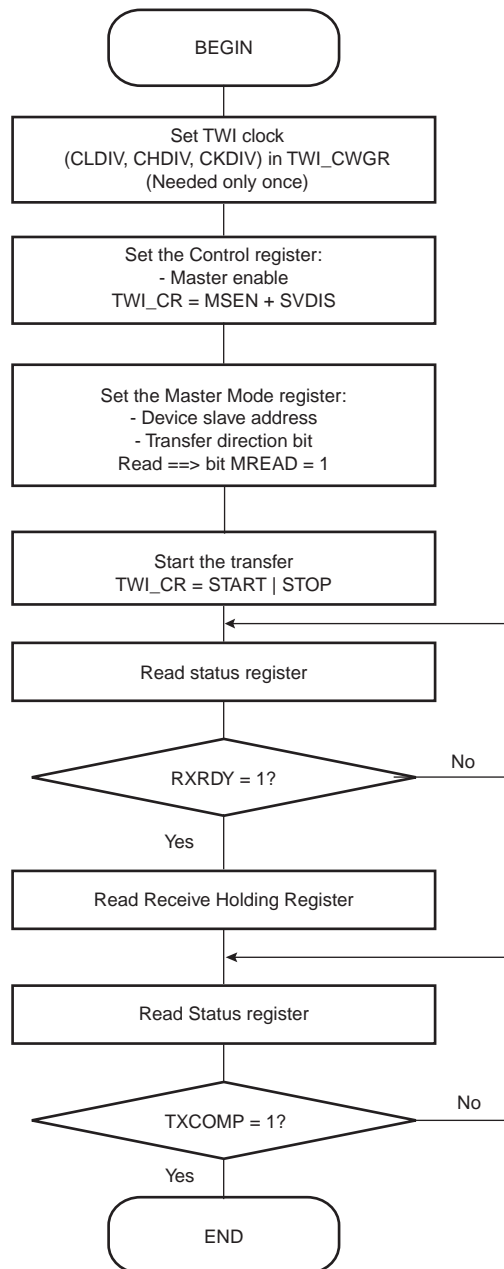 BEGIN
Set TWI clock
(CLDIV, CHDIV, CKDIV) in TWI_CWGR
(Needed only once)
Set the Control register:
- Master enable
TWI_CR = MSEN + SVDIS
Set the Master Mode register:
- Device slave address
- Transfer direction bit
Read ==> bit MREAD = 1
Start the transfer
TWI_CR = START | STOP
Read status register
RXRDY = 1?
No
Yes
Read Receive Holding Register
Read Status register
TXCOMP = 1?
No
Yes
END